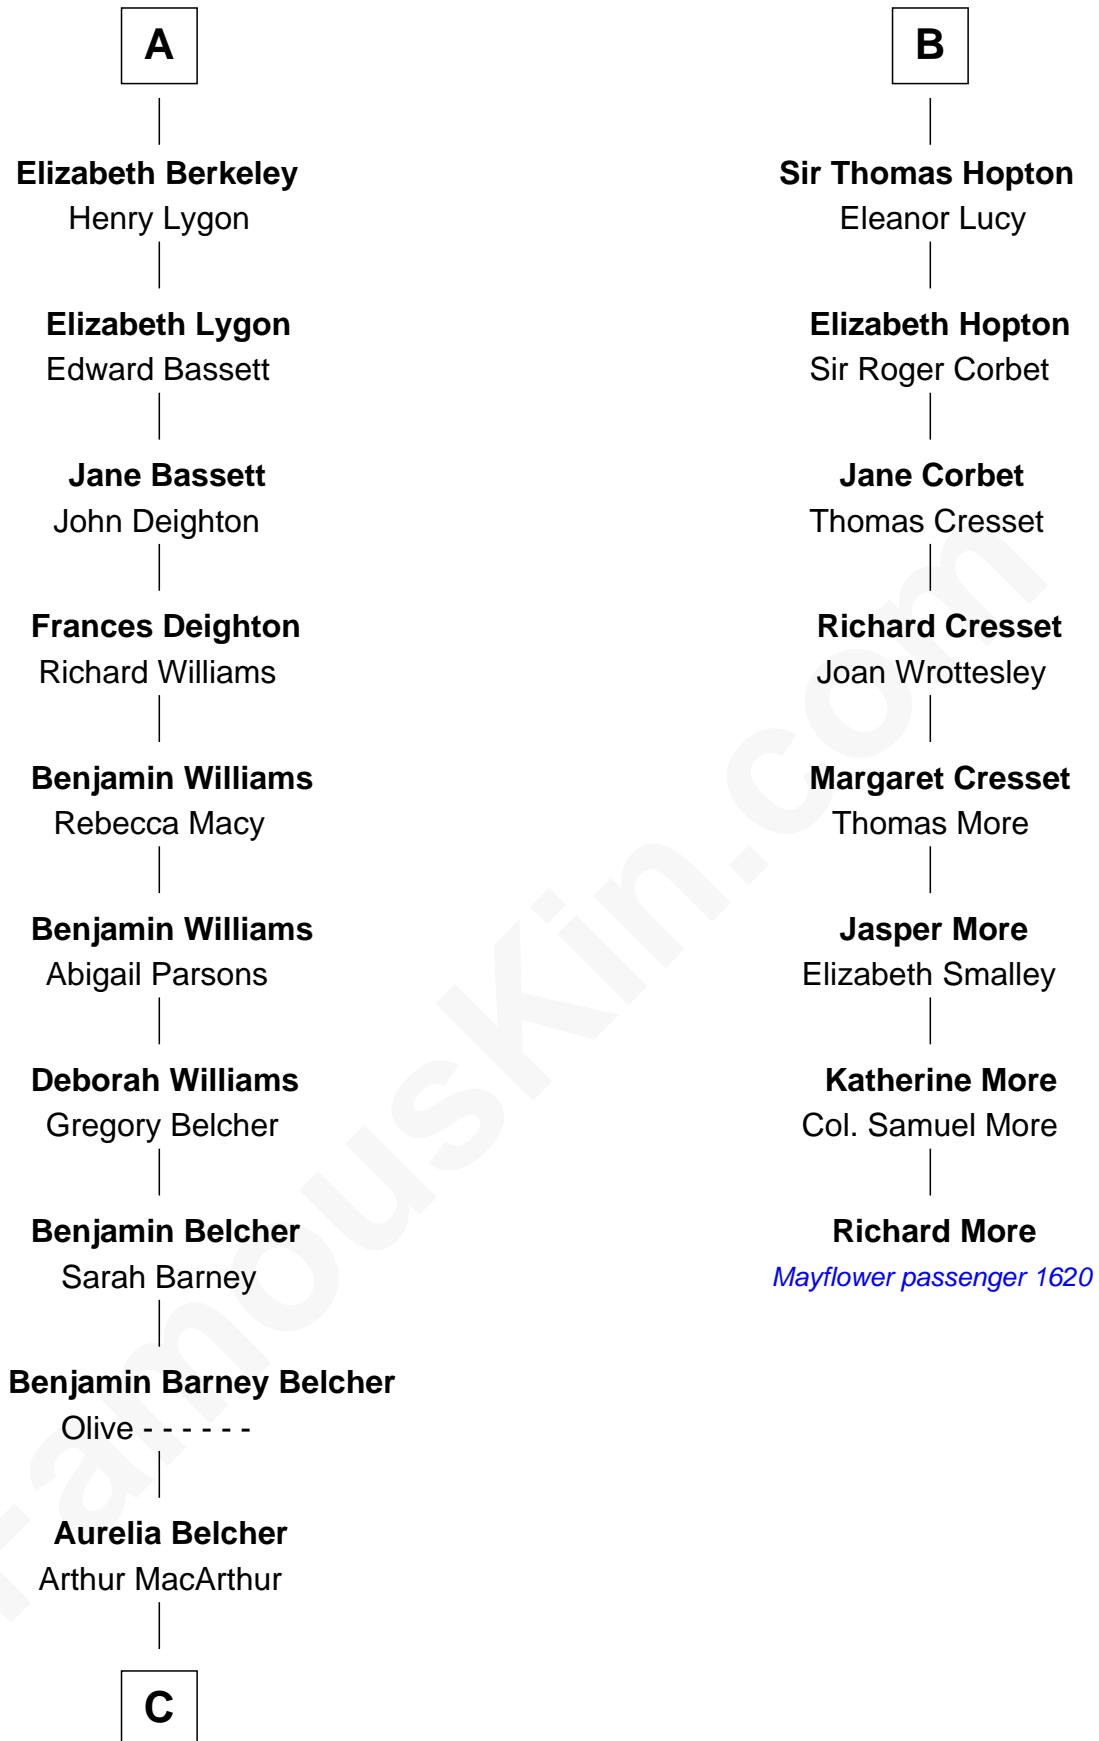 A
Elizabeth Berkeley
Henry Lygon
Elizabeth Lygon
Edward Bassett
Jane Bassett
John Deighton
Frances Deighton
Richard Williams
Benjamin Williams
Rebecca Macy
Benjamin Williams
Abigail Parsons
Deborah Williams
Gregory Belcher
Benjamin Belcher
Sarah Barney
Benjamin Barney Belcher
Olive - - - - - -
Aurelia Belcher
Arthur MacArthur
C
B
Sir Thomas Hopton
Eleanor Lucy
Elizabeth Hopton
Sir Roger Corbet
Jane Corbet
Thomas Cresset
Richard Cresset
Joan Wrottesley
Margaret Cresset
Thomas More
Jasper More
Elizabeth Smalley
Katherine More
Col. Samuel More
Richard More
Mayflower passenger 1620
FamousKin.com